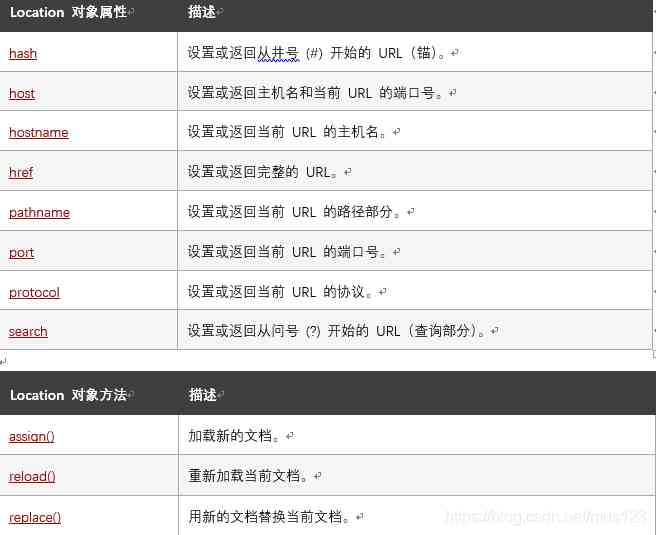 Location 对象属性 描述
hash 设置或返回从井号 (#) 开始的 URL（锚）。
host 设置或返回主机名和当前 URL 的端口号。
hostname 设置或返回当前 URL 的主机名。
href 设置或返回完整的 URL。
pathname 设置或返回当前 URL 的路径部分。
port 设置或返回当前 URL 的端口号。
protocol 设置或返回当前 URL 的协议。
search 设置或返回从问号 (?) 开始的 URL（查询部分）。
Location 对象方法 描述
assign() 加载新的文档。
reload() 重新加载当前文档。
replace() 用新的文档替换当前文档。